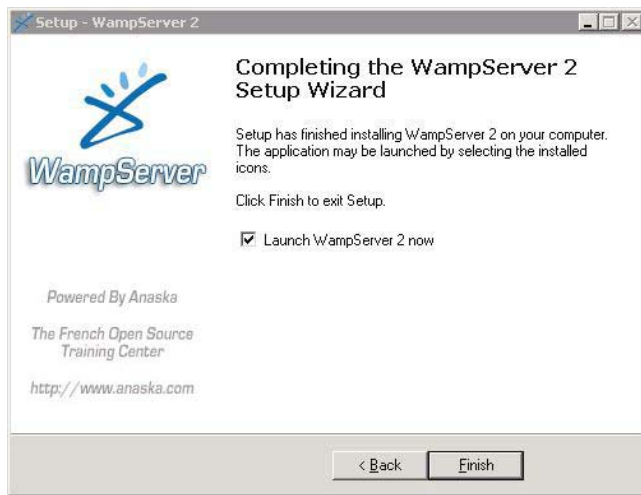 Setup - WampServer 2
Completing the WampServer 2
Setup Wizard
Setup has finished installing WampServer 2 on your computer.
The application may be launched by selecting the installed
icons.
Click Finish to exit Setup.
Launch WampServer 2 now
WampServer
Powered By Anaska
The French Open Source
Training Center
http://www.anaska.com
< Back
Finish